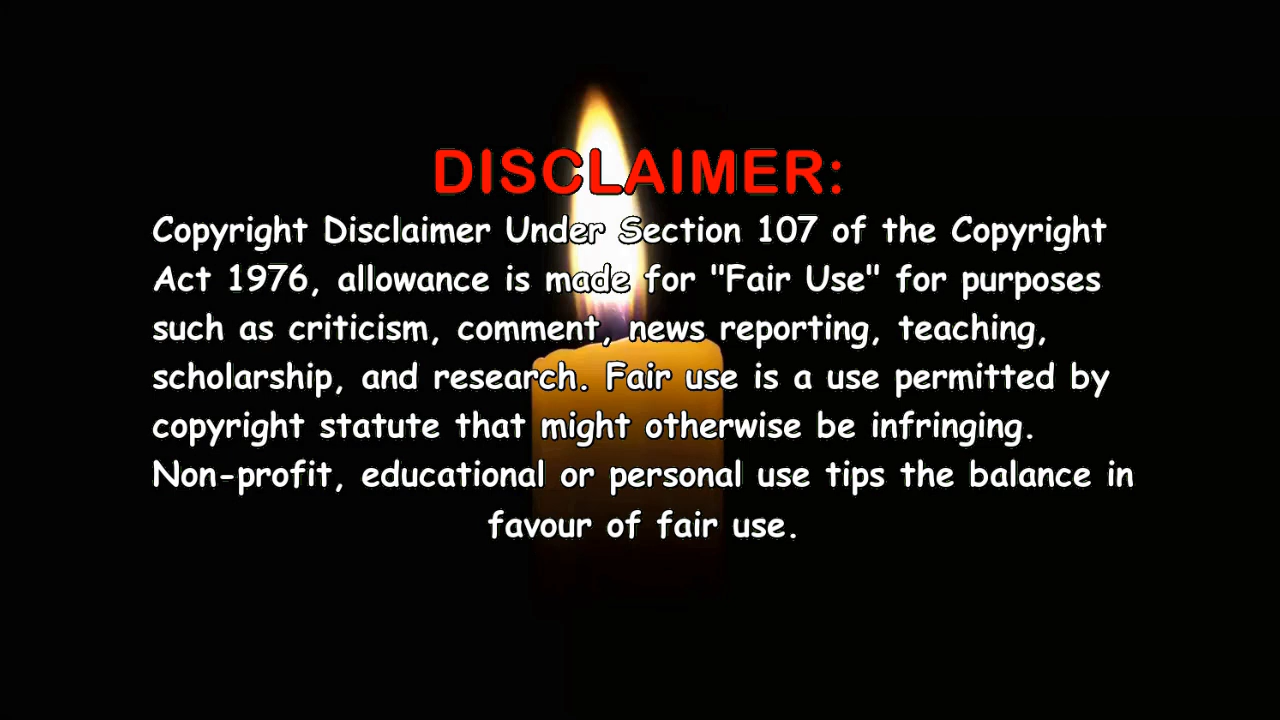 DISCLAIMER:
Copyright Disclaimer Under Section 107 of the Copyright
Act 1976, allowance is made for "Fair Use" for purposes
such as criticism, comment, news reporting, teaching,
scholarship, and research. Fair use is a use permitted by
copyright statute that might otherwise be infringing.
Non-profit, educational or personal use tips the balance in
favour of fair use.